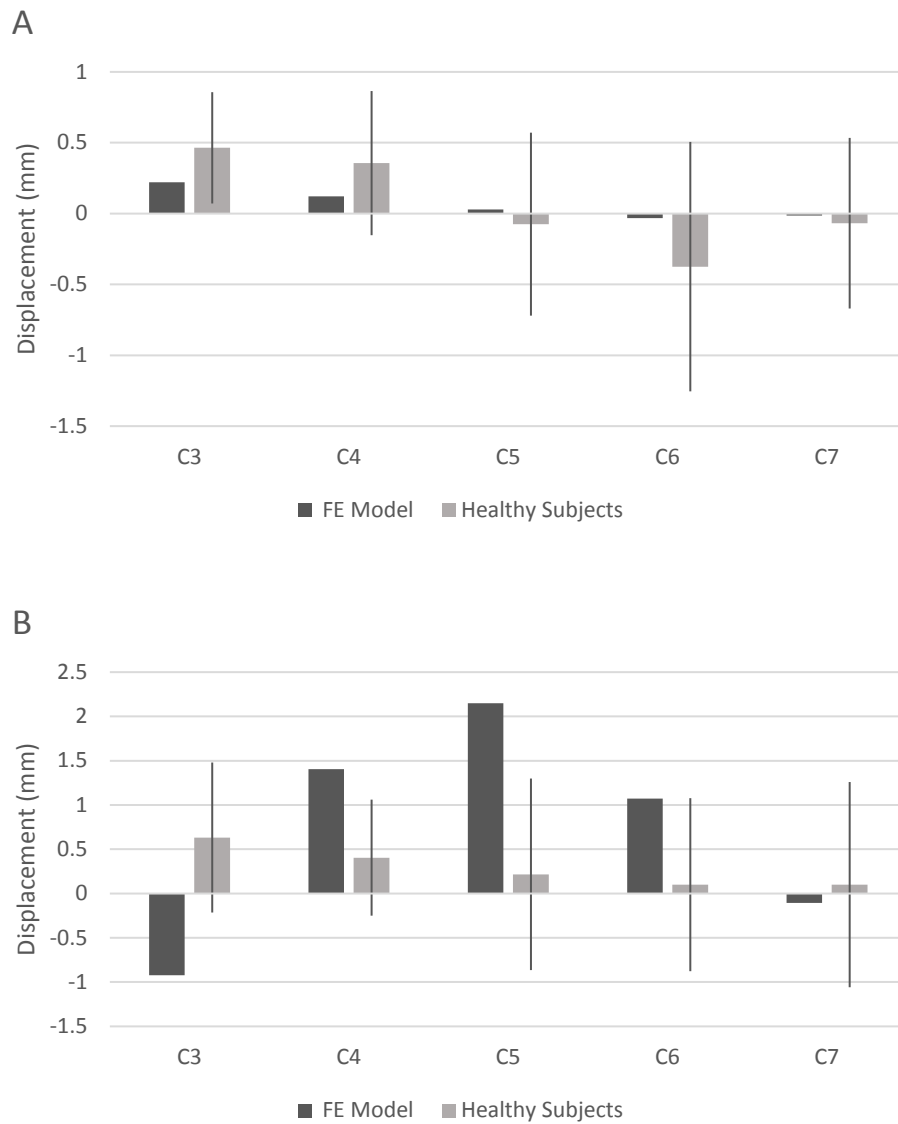 A
Displacement (mm)
1
0.5
0
-0.5
-1
-1.5
C3 C4 C5 C6 C7
FE Model Healthy Subjects
B
Displacement (mm)
2.5
2
1.5
1
0.5
0
-0.5
-1
-1.5
C3 C4 C5 C6 C7
FE Model Healthy Subjects